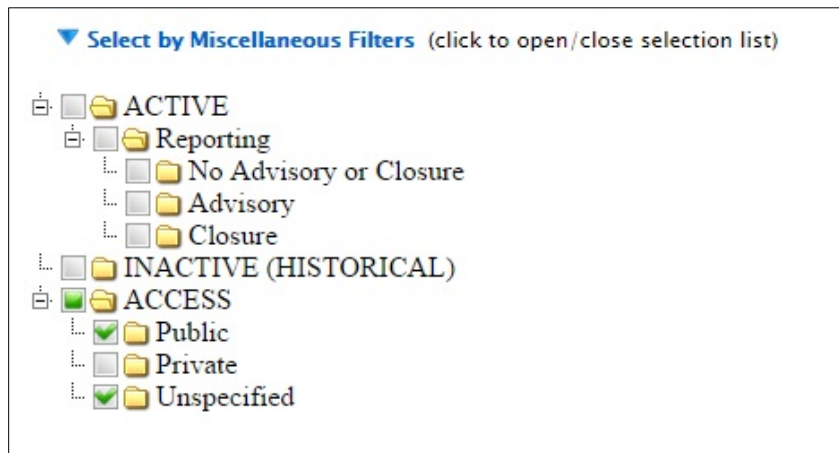 Select by Miscellaneous Filters (click to open/close selection list)
ACTIVE
Reporting
No Advisory or Closure
Advisory
Closure
INACTIVE (HISTORICAL)
ACCESS
Public
Private
Unspecified